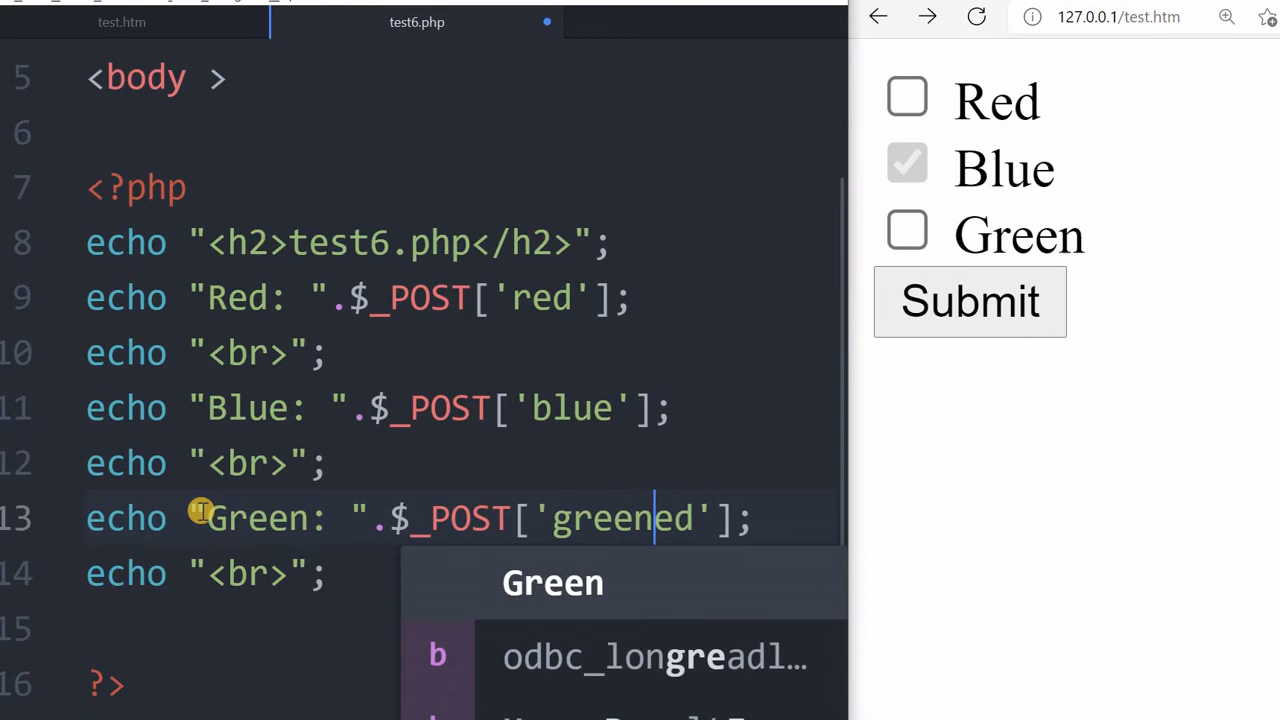 test.htm
test6.php
5 <body >
6
7 <?php
8 echo "<h2>test6.php</h2>";
9 echo "Red: ".$_POST['red'];
10 echo "<br>";
11 echo "Blue: ".$_POST['blue'];
12 echo "<br>";
13 echo "Green: ".$_POST['greened'];
14 echo "<br>";
15
16 ?>
Green
b odbc_longreadl…
127.0.0.1/test.htm
Red
Blue
Green
Submit